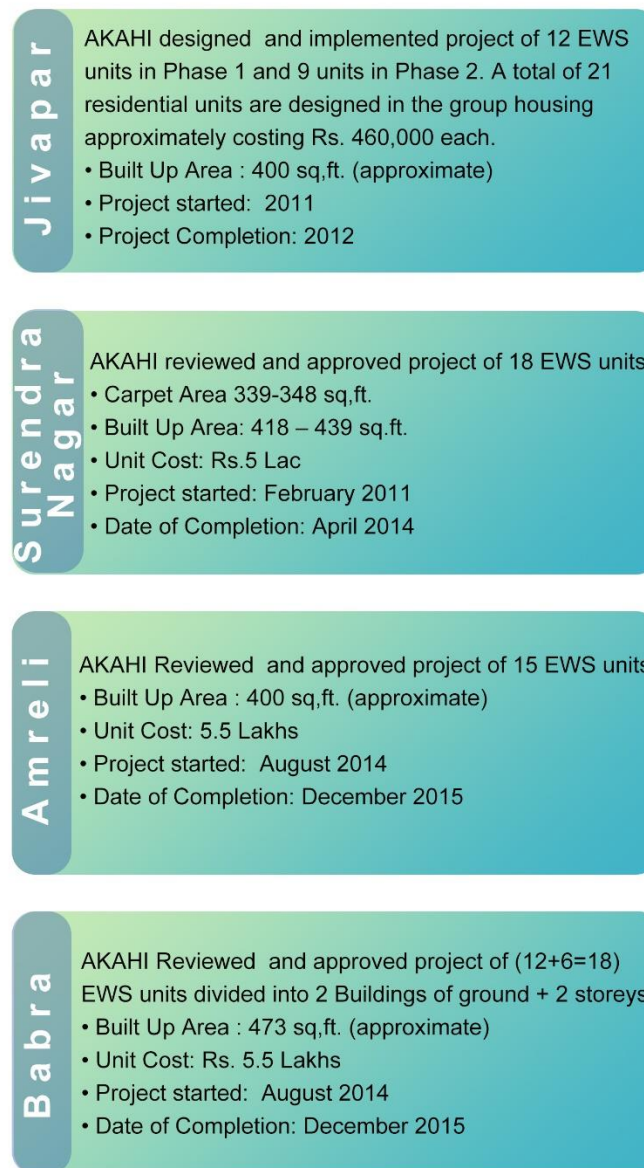 Jivapar
AKAHI designed and implemented project of 12 EWS
units in Phase 1 and 9 units in Phase 2. A total of 21
residential units are designed in the group housing
approximately costing Rs. 460,000 each.
• Built Up Area : 400 sq,ft. (approximate)
• Project started: 2011
• Project Completion: 2012
Surendra
Nagar
AKAHI reviewed and approved project of 18 EWS units
• Carpet Area 339-348 sq,ft.
• Built Up Area: 418 – 439 sq.ft.
• Unit Cost: Rs.5 Lac
• Project started: February 2011
• Date of Completion: April 2014
Amreli
AKAHI Reviewed and approved project of 15 EWS units
• Built Up Area : 400 sq,ft. (approximate)
• Unit Cost: 5.5 Lakhs
• Project started: August 2014
• Date of Completion: December 2015
Babra
AKAHI Reviewed and approved project of (12+6=18)
EWS units divided into 2 Buildings of ground + 2 storeys
• Built Up Area : 473 sq,ft. (approximate)
• Unit Cost: Rs. 5.5 Lakhs
• Project started: August 2014
• Date of Completion: December 2015